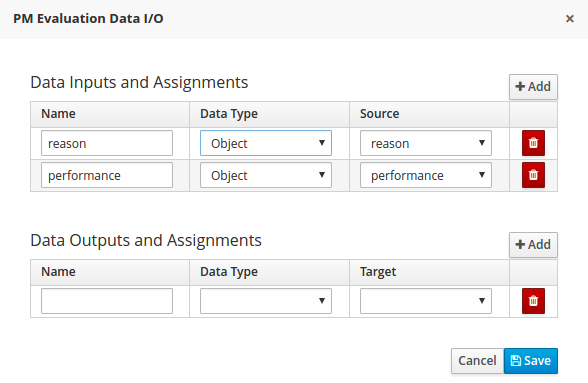 PM Evaluation Data I/O ×
Data Inputs and Assignments
+ Add
Name Data Type Source
reason Object reason
performance Object performance
Data Outputs and Assignments
+ Add
Name Data Type Target
Cancel Save